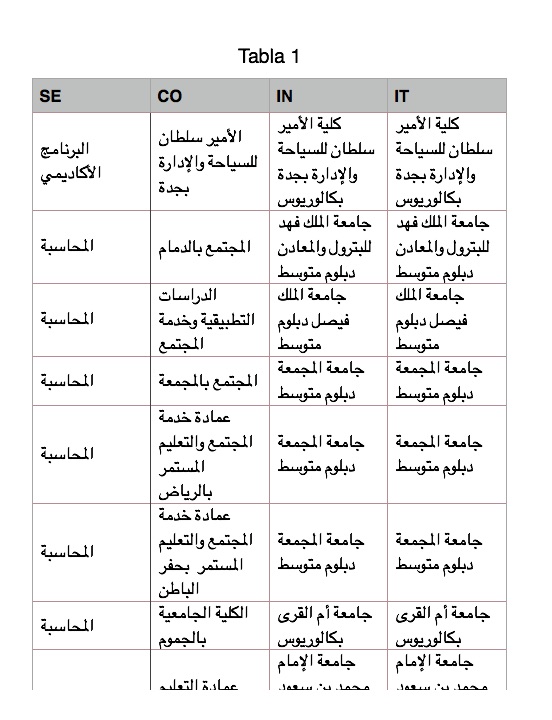 Tabla 1
SE CO IN IT
البرنامج
الأكاديمي
الأمير سلطان
للسياحة والإدارة
بجدة
كلية الأمير
سلطان للسياحة
والإدارة بجدة
بكالوريوس
كلية الأمير
سلطان للسياحة
والإدارة بجدة
بكالوريوس
المحاسبة
المجتمع بالدمام
جامعة الملك فهد
للبترول والمعادن
دبلوم متوسط
جامعة الملك فهد
للبترول والمعادن
دبلوم متوسط
المحاسبة
الدراسات
التطبيقية وخدمة
المجتمع
جامعة الملك
فيصل دبلوم
متوسط
جامعة الملك
فيصل دبلوم
متوسط
المحاسبة
المجتمع بالمجمعة
جامعة المجمعة
دبلوم متوسط
جامعة المجمعة
دبلوم متوسط
المحاسبة
عمادة خدمة
المجتمع والتعليم
المستمر
بالرياض
جامعة المجمعة
دبلوم متوسط
جامعة المجمعة
دبلوم متوسط
المحاسبة
عمادة خدمة
المجتمع والتعليم
المستمر بحفر
الباطن
جامعة المجمعة
دبلوم متوسط
جامعة المجمعة
دبلوم متوسط
المحاسبة
الكلية الجامعية
بالجموم
جامعة أم القرى
بكالوريوس
جامعة أم القرى
بكالوريوس
عمادة التعليم
جامعة الإمام
محمد بن سعود
جامعة الإمام
محمد بن سعود